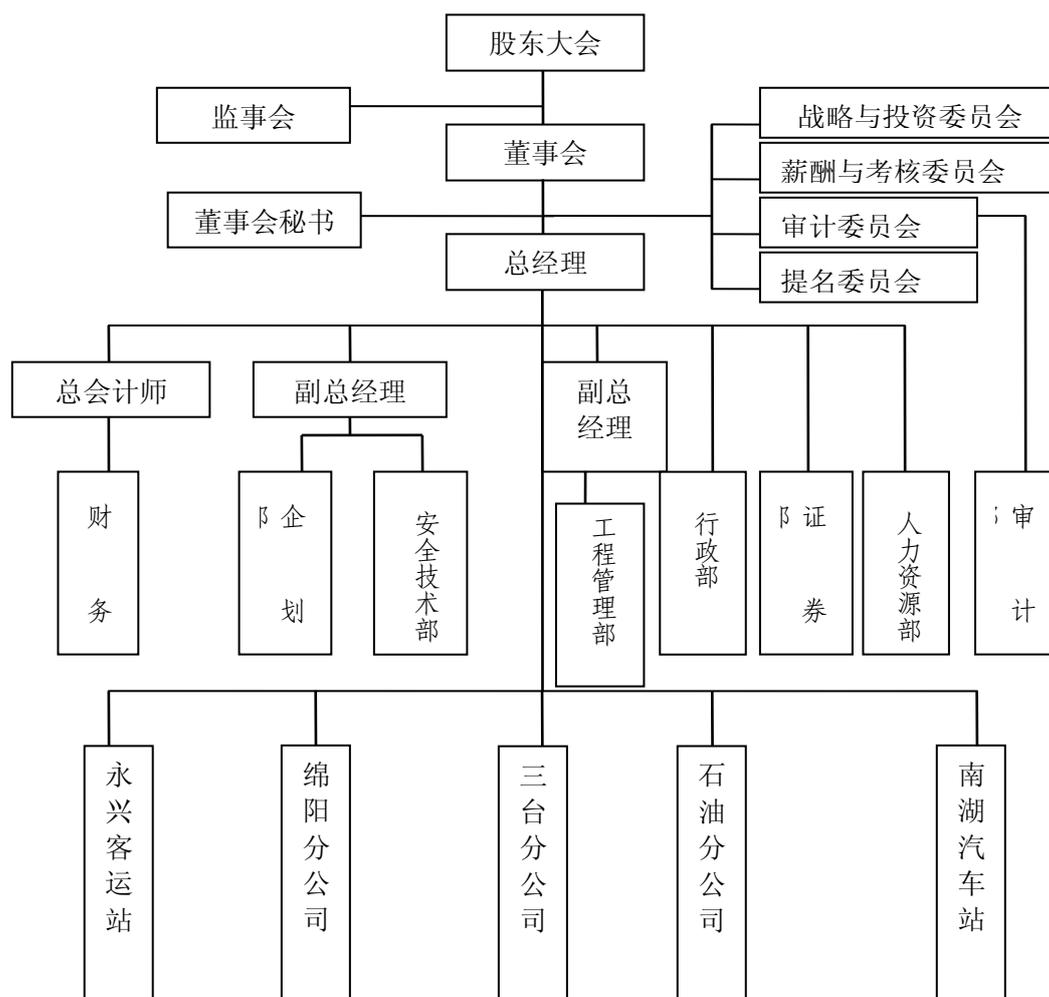 股东大会
监事会
战略与投资委员会
董事会
薪酬与考核委员会
董事会秘书
审计委员会
总经理
提名委员会
总会计师
副总经理
副总
经理
财务
企划
安全技术部
工程管理部
行政部
证券
人力资源部
审计
永兴客运站
绵阳分公司
三台分公司
石油分公司
南湖汽车站